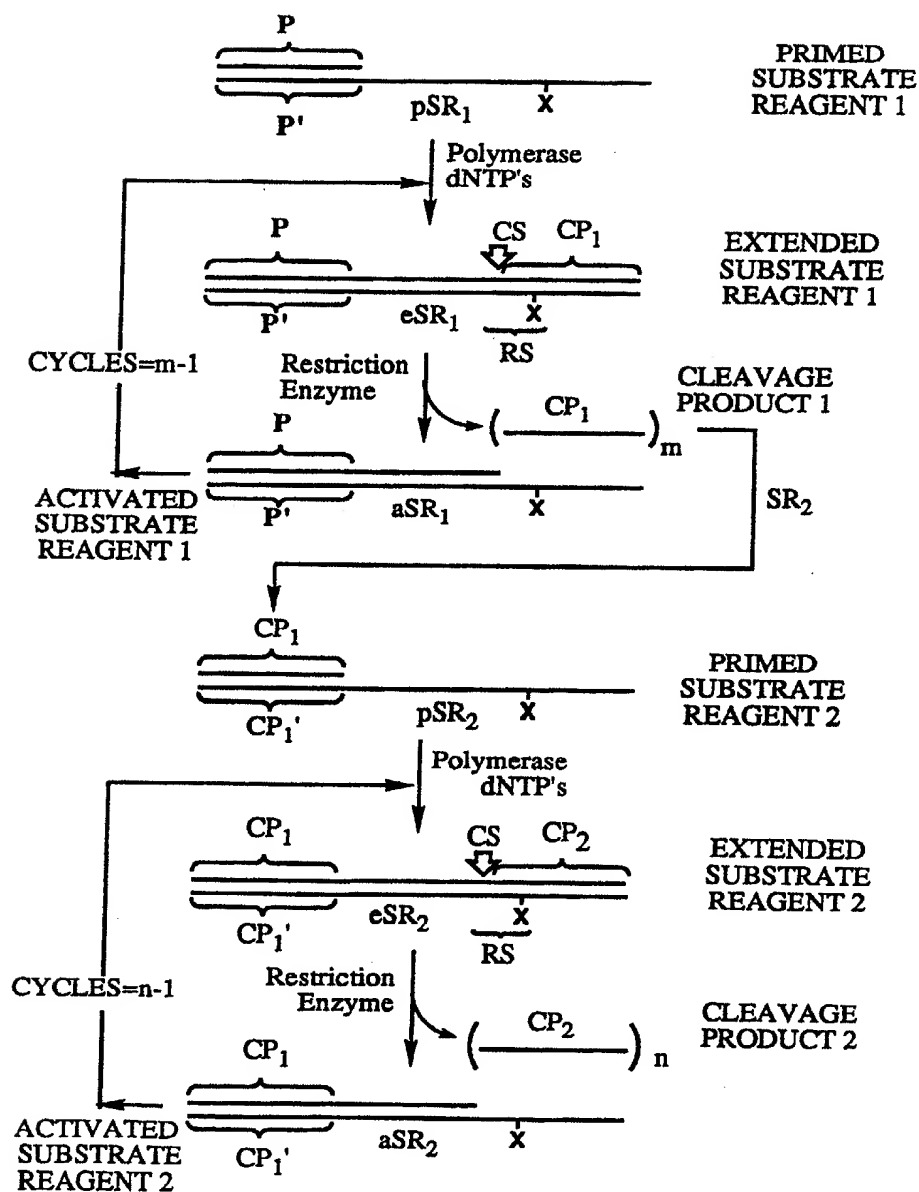 P
PRIMED
SUBSTRATE
REAGENT 1
pSR1
X
P'
Polymerase
dNTP's
P
CS
CP1
EXTENDED
SUBSTRATE
REAGENT 1
P'
eSR1
X
RS
CYCLES=m-1
Restriction
Enzyme
CLEAVAGE
PRODUCT 1
( CP1 )m
P
ACTIVATED
SUBSTRATE
REAGENT 1
P'
aSR1
X
SR2
CP1
PRIMED
SUBSTRATE
REAGENT 2
CP1'
pSR2
X
Polymerase
dNTP's
CP1
CS
CP2
EXTENDED
SUBSTRATE
REAGENT 2
CP1'
eSR2
X
RS
CYCLES=n-1
Restriction
Enzyme
CLEAVAGE
PRODUCT 2
( CP2 )n
CP1
ACTIVATED
SUBSTRATE
REAGENT 2
CP1'
aSR2
X